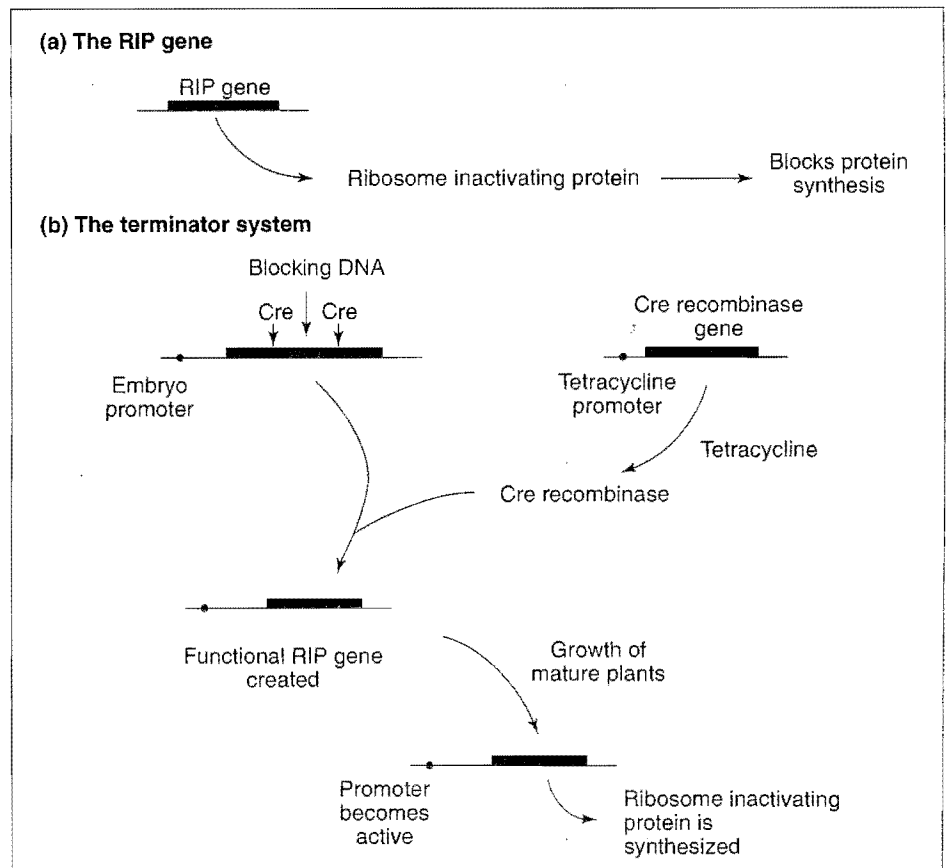 (a) The RIP gene
RIP gene
Ribosome inactivating protein
Blocks protein
synthesis
(b) The terminator system
Blocking DNA
Cre
Cre
Embryo
promoter
Cre recombinase
gene
Tetracycline
promoter
Tetracycline
Cre recombinase
Functional RIP gene
created
Growth of
mature plants
Promoter
becomes
active
Ribosome inactivating
protein is
synthesized